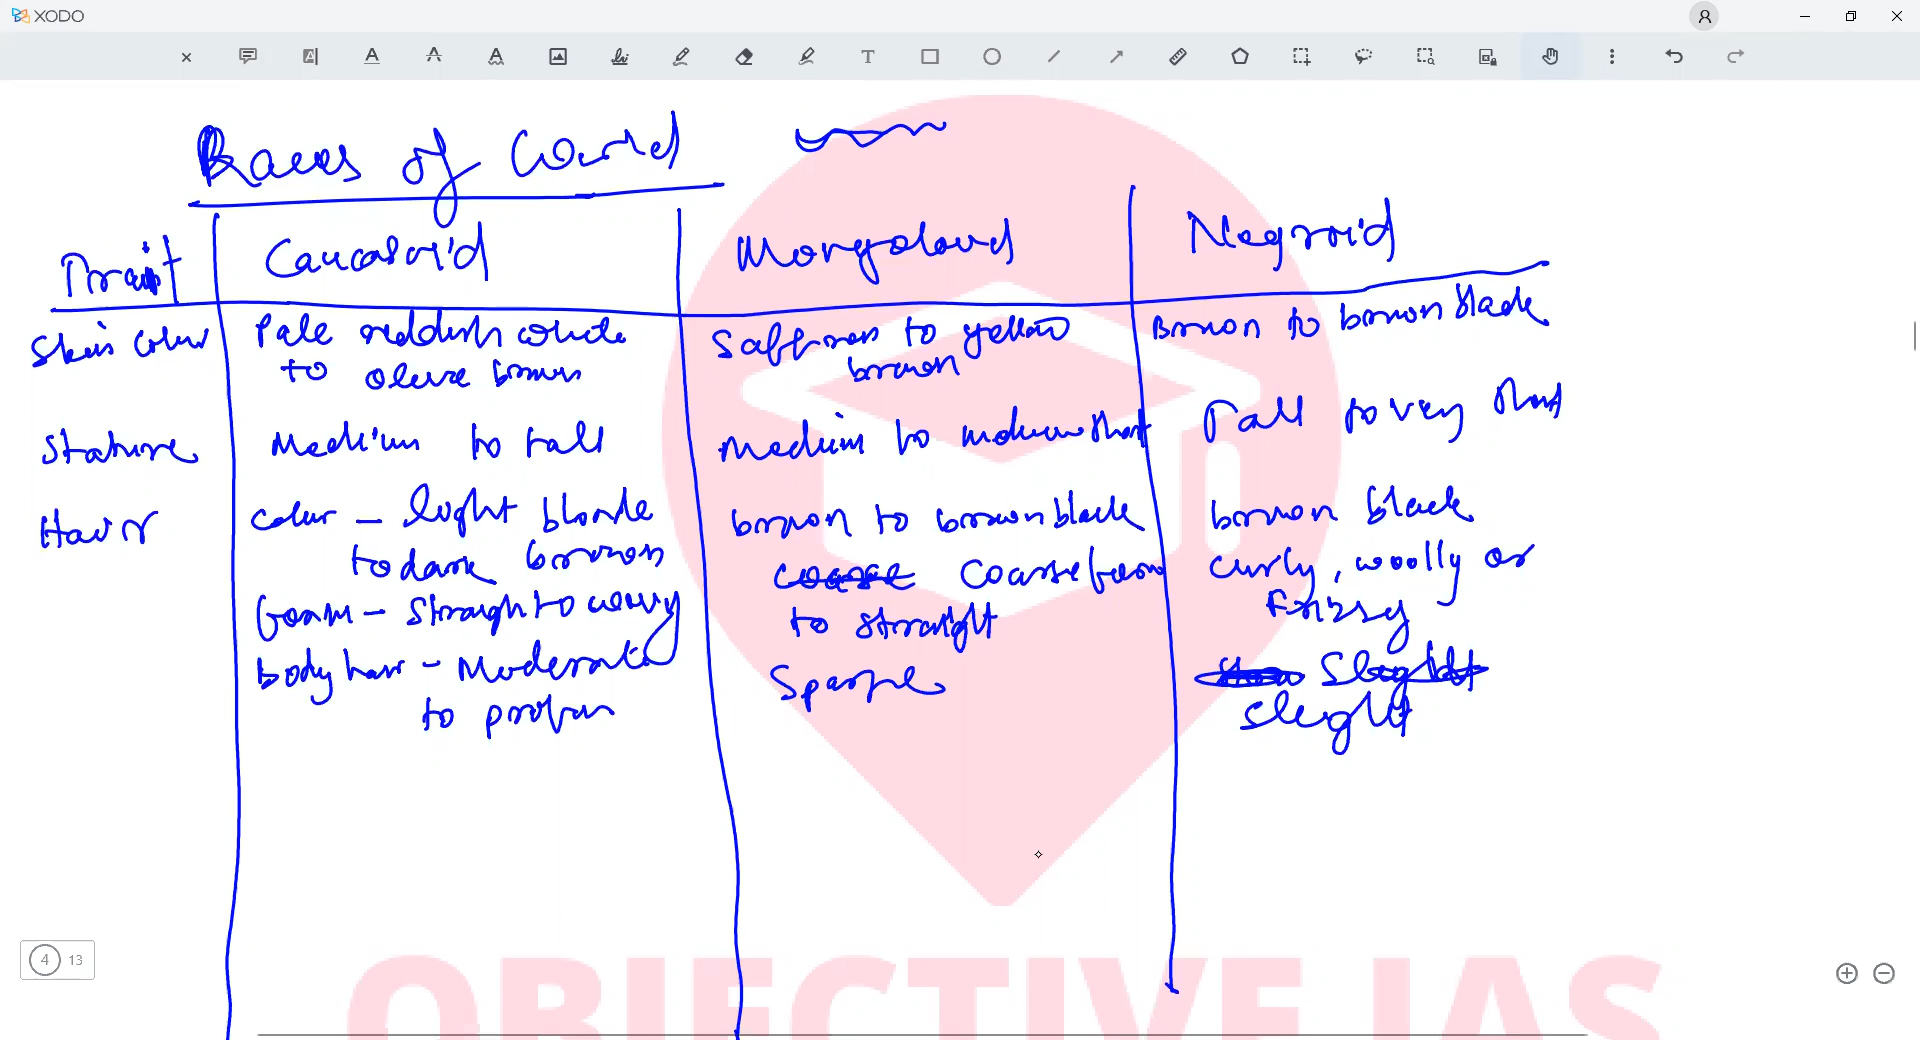 XODO
Races of World
Trait Caucasoid Mongoloid Negroid
Skin colour Pale reddish white Saffron to yellow Brown to brown black
to olive brown brown
Stature Medium to tall medium to medium short Tall to very short
Hair color - light blonde brown to brown black brown black
to dark brown coarse Coarse form curly, woolly or
form - straight to wavy to straight Frizzy
body hair - Moderate Sparse Slight
to profuse slight
4 13
OBJECTIVE IAS